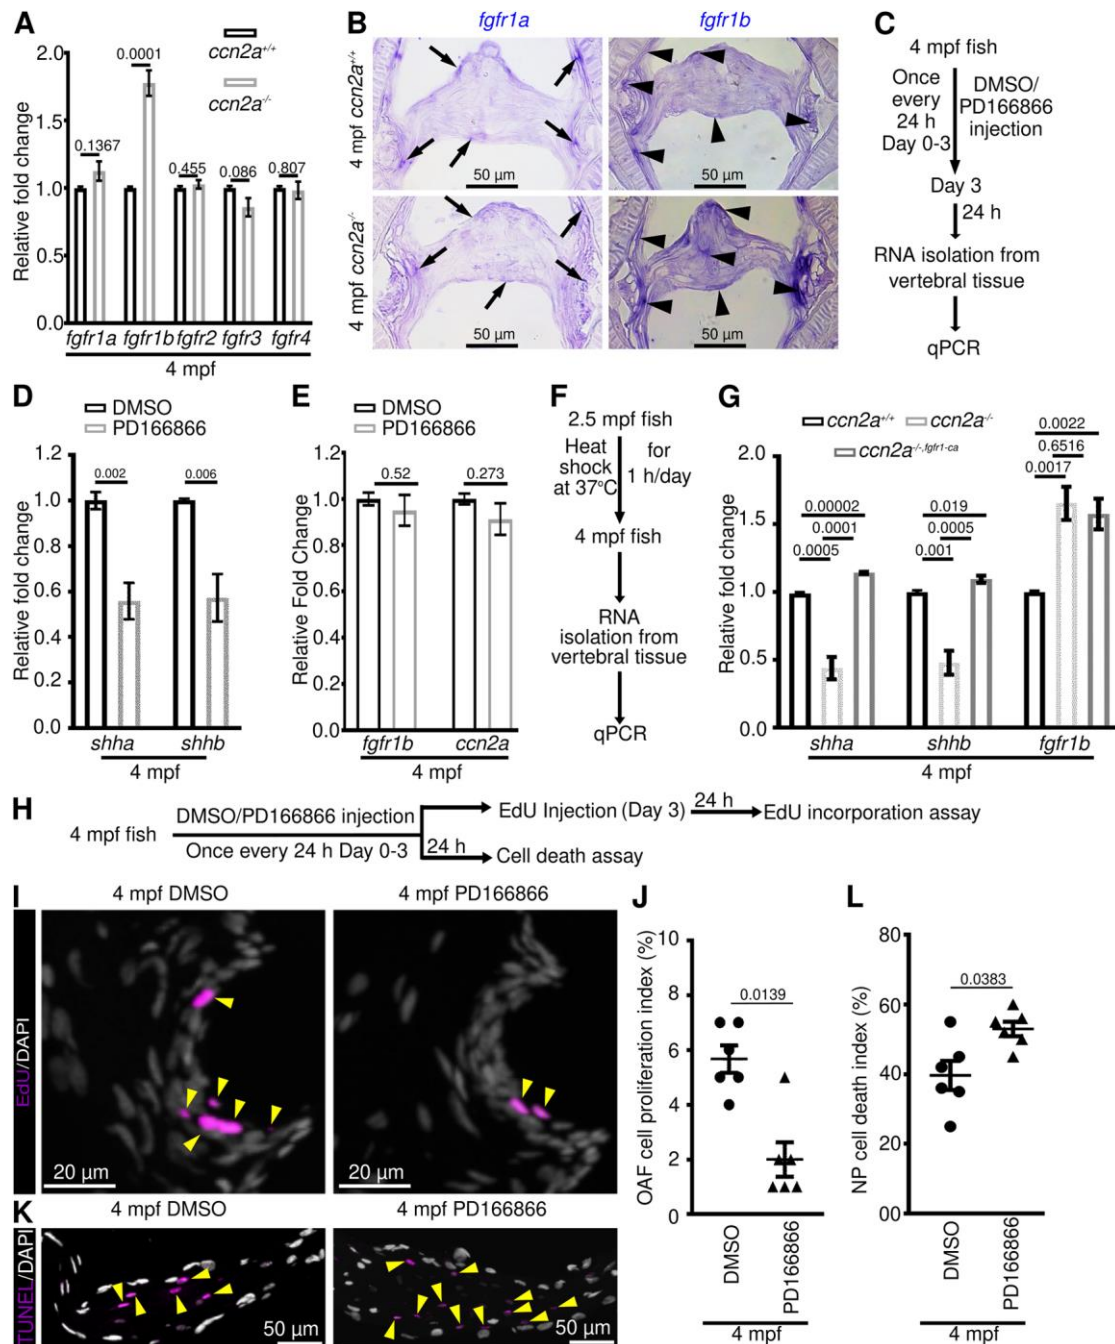 A
ccn2a+/+
ccn2a-/-
Relative fold change
2.0
1.5
1.0
0.5
0.0
0.1367
0.0001
0.455
0.086
0.807
fgfr1a
fgfr1b
fgfr2
fgfr3
fgfr4
4 mpf
B
fgfr1a
fgfr1b
4 mpf ccn2a+/+
4 mpf ccn2a-/-
50 µm
50 µm
50 µm
50 µm
C
4 mpf fish
Once every 24 h Day 0-3
DMSO/PD166866 injection
Day 3
24 h
RNA isolation from
vertebral tissue
qPCR
D
DMSO
PD166866
Relative fold change
1.2
1.0
0.8
0.6
0.4
0.2
0.0
0.002
0.006
shha
shhb
4 mpf
E
DMSO
PD166866
Relative Fold Change
1.2
1.0
0.8
0.6
0.4
0.2
0.0
0.52
0.273
fgfr1b
ccn2a
4 mpf
F
2.5 mpf fish
Heat shock at 37°C
for 1 h/day
4 mpf fish
RNA
isolation from
vertebral tissue
qPCR
G
ccn2a+/+
ccn2a-/-
ccn2a-/-,fgfr1-ca
Relative fold change
2.0
1.5
1.0
0.5
0.0
0.00002
0.0001
0.0005
0.019
0.0005
0.001
0.0022
0.6516
0.0017
shha
shhb
fgfr1b
4 mpf
H
4 mpf fish
DMSO/PD166866 injection
Once every 24 h Day 0-3
EdU Injection (Day 3)
24 h
EdU incorporation assay
24 h
Cell death assay
I
4 mpf DMSO
4 mpf PD166866
EdU/DAPI
20 µm
20 µm
J
OAF cell proliferation index (%)
10
8
6
4
2
0
0.0139
DMSO
PD166866
4 mpf
K
4 mpf DMSO
4 mpf PD166866
TUNEL/DAPI
50 µm
50 µm
L
NP cell death index (%)
80
60
40
20
00
0.0383
DMSO
PD166866
4 mpf